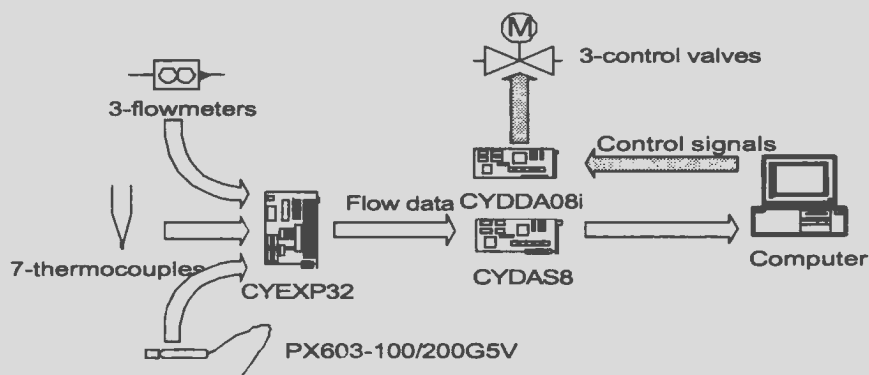 M
3-control valves
3-flowmeters
Control signals
Flow data
CYDDA08i
7-thermocouples
CYEXP32
CYDAS8
Computer
PX603-100/200G5V